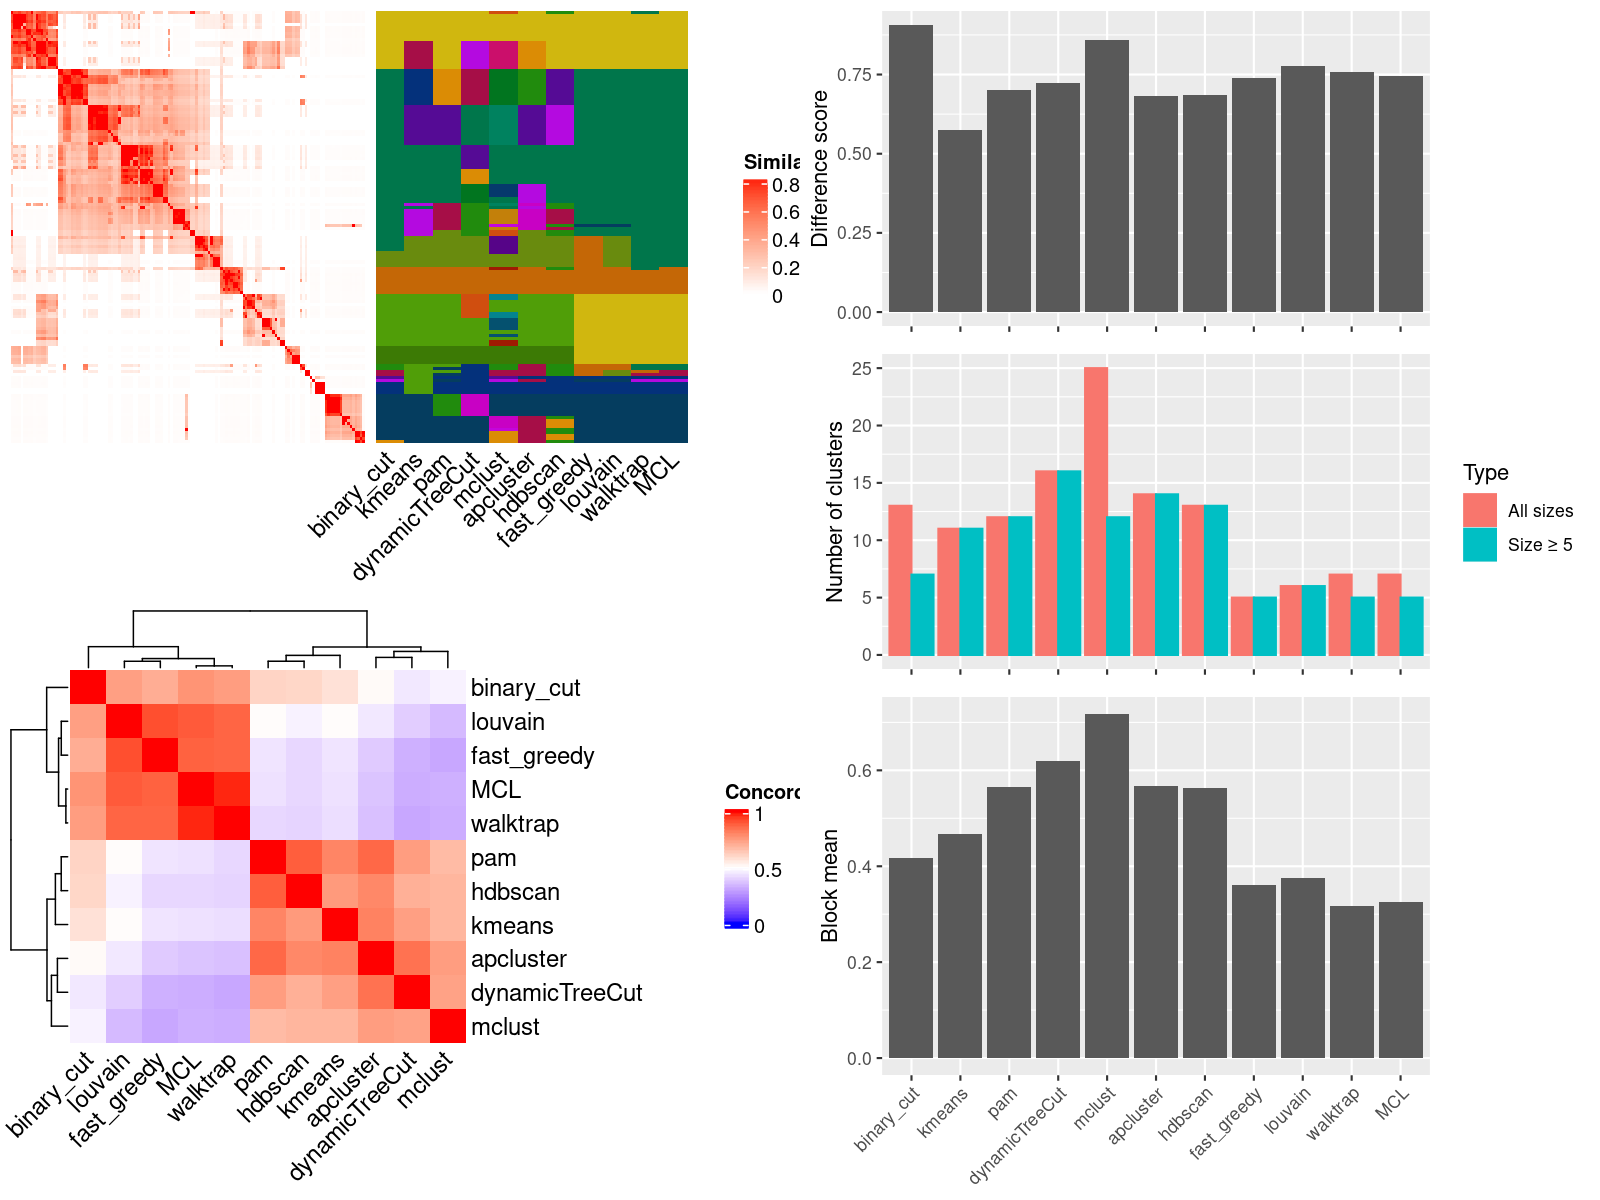 Simila
0.8
0.6
0.4
0.2
0
binary_cut
kmeans
pam
dynamicTreeCut
mclust
apcluster
hdbscan
fast_greedy
louvain
walktrap
MCL
Difference score
0.75
0.50
0.25
0.00
Number of clusters
25
20
15
10
5
0
Type
All sizes
Size ≥ 5
binary_cut
louvain
fast_greedy
MCL
walktrap
pam
hdbscan
kmeans
apcluster
dynamicTreeCut
mclust
binary_cut
louvain
fast_greedy
MCL
walktrap
pam
hdbscan
kmeans
apcluster
dynamicTreeCut
mclust
Concord
1
0.5
0
Block mean
0.6
0.4
0.2
0.0
binary_cut
kmeans
pam
dynamicTreeCut
mclust
apcluster
hdbscan
fast_greedy
louvain
walktrap
MCL